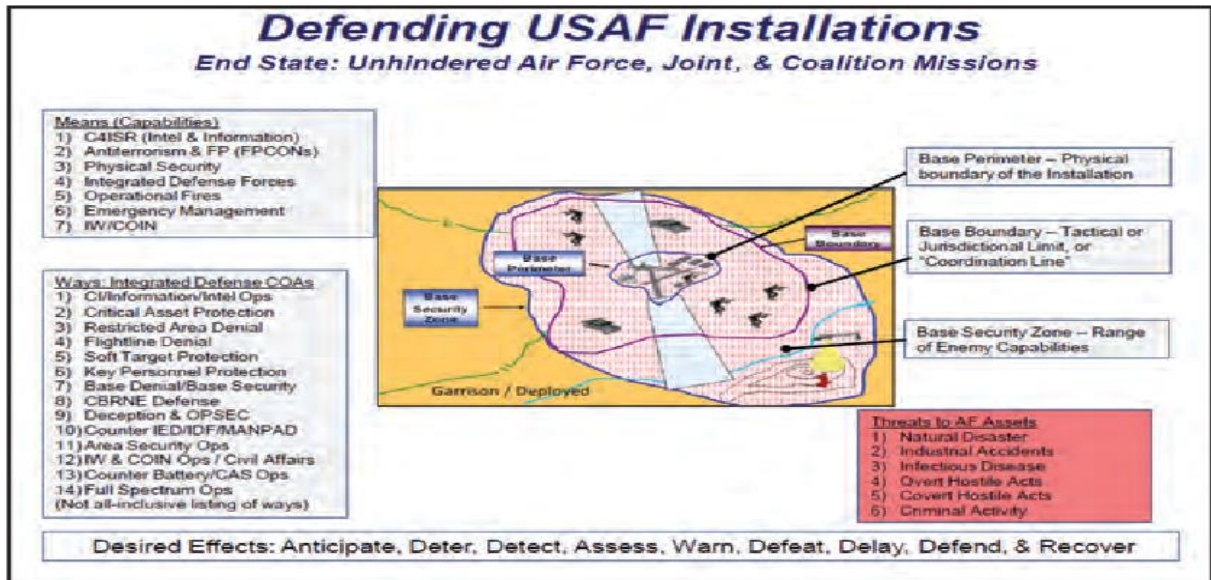 Defending USAF Installations
End State: Unhindered Air Force, Joint, & Coalition Missions
Means (Capabilities)
1) C4ISR (Intel & Information)
2) Antiterrorism & FP (FPCONs)
3) Physical Security
4) Integrated Defense Forces
5) Operational Fires
6) Emergency Management
7) IW/COIN
Ways: Integrated Defense COAs
1) CI/Information/Intel Ops
2) Critical Asset Protection
3) Restricted Area Denial
4) Flightline Denial
5) Soft Target Protection
6) Key Personnel Protection
7) Base Denial/Base Security
8) CBRNE Defense
9) Deception & OPSEC
10) Counter IED/IDF/MANPAD
11) Area Security Ops
12) IW & COIN Ops / Civil Affairs
13) Counter Battery/CAS Ops
14) Full Spectrum Ops
(Not all-inclusive listing of ways)
Base
Perimeter
Base
Boundary
Base
Security
Zone
Garrison / Deployed
Base Perimeter – Physical
boundary of the Installation
Base Boundary – Tactical or
Jurisdictional Limit, or
"Coordination Line"
Base Security Zone – Range
of Enemy Capabilities
Threats to AF Assets
1) Natural Disaster
2) Industrial Accidents
3) Infectious Disease
4) Overt Hostile Acts
5) Covert Hostile Acts
6) Criminal Activity
Desired Effects: Anticipate, Deter, Detect, Assess, Warn, Defeat, Delay, Defend, & Recover